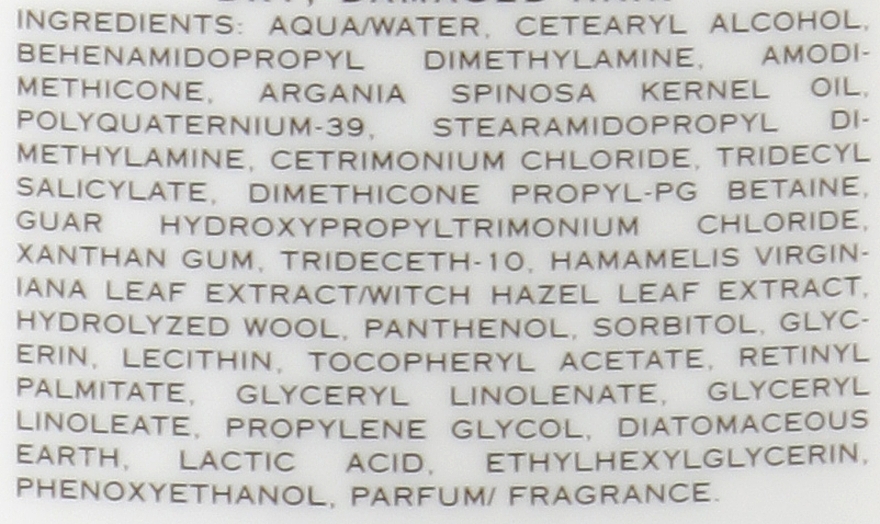 INGREDIENTS: AQUA/WATER, CETEARYL ALCOHOL,
BEHENAMIDOPROPYL DIMETHYLAMINE, AMODI-
METHICONE, ARGANIA SPINOSA KERNEL OIL,
POLYQUATERNIUM-39, STEARAMIDOPROPYL DI-
METHYLAMINE, CETRIMONIUM CHLORIDE, TRIDECYL
SALICYLATE, DIMETHICONE PROPYL-PG BETAINE,
GUAR HYDROXYPROPYLTRIMONIUM CHLORIDE,
XANTHAN GUM, TRIDECETH-10, HAMAMELIS VIRGIN-
IANA LEAF EXTRACT/WITCH HAZEL LEAF EXTRACT,
HYDROLYZED WOOL, PANTHENOL, SORBITOL, GLYC-
ERIN, LECITHIN, TOCOPHERYL ACETATE, RETINYL
PALMITATE, GLYCERYL LINOLENATE, GLYCERYL
LINOLEATE, PROPYLENE GLYCOL, DIATOMACEOUS
EARTH, LACTIC ACID, ETHYLHEXYLGLYCERIN,
PHENOXYETHANOL, PARFUM/ FRAGRANCE.